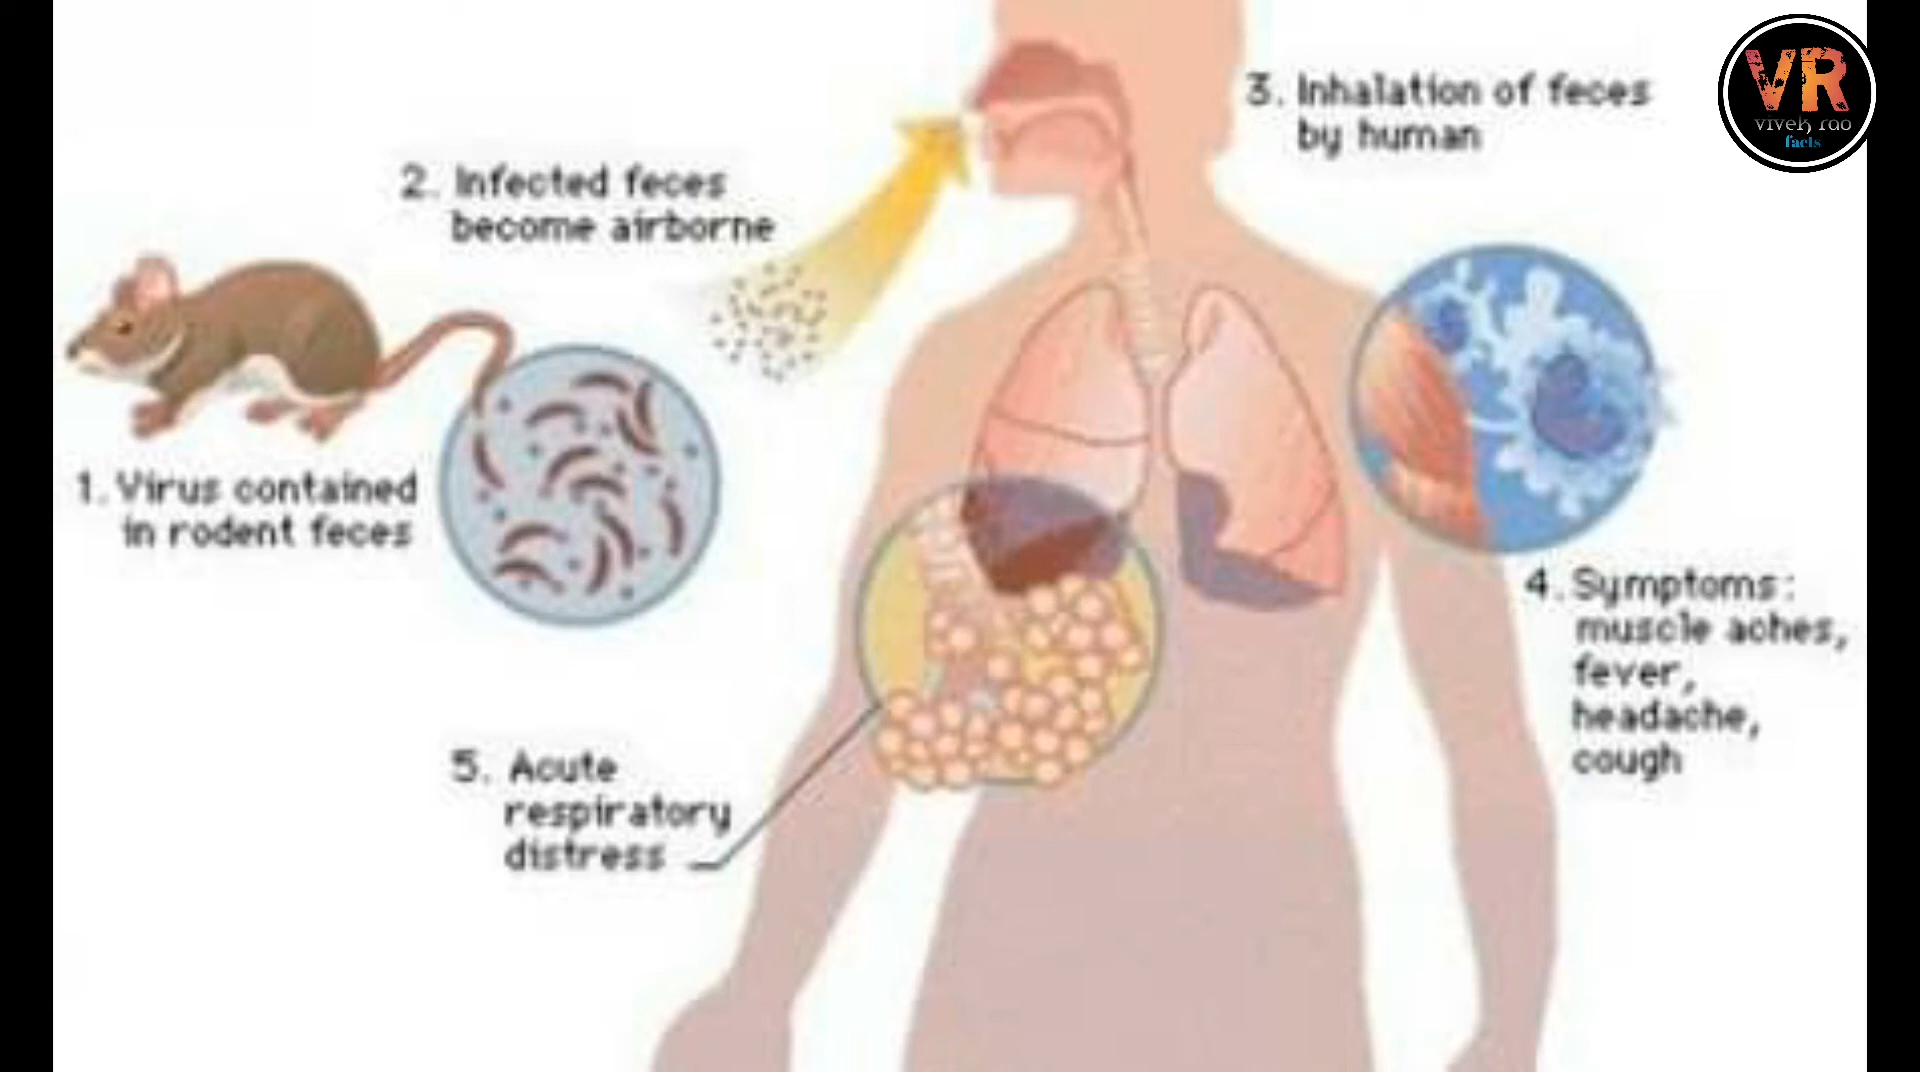 1. Virus contained
in rodent feces
2. Infected feces
become airborne
3. Inhalation of feces
by human
4. Symptoms:
muscle aches,
fever,
headache,
cough
5. Acute
respiratory
distress
VR
vivek rao
facts